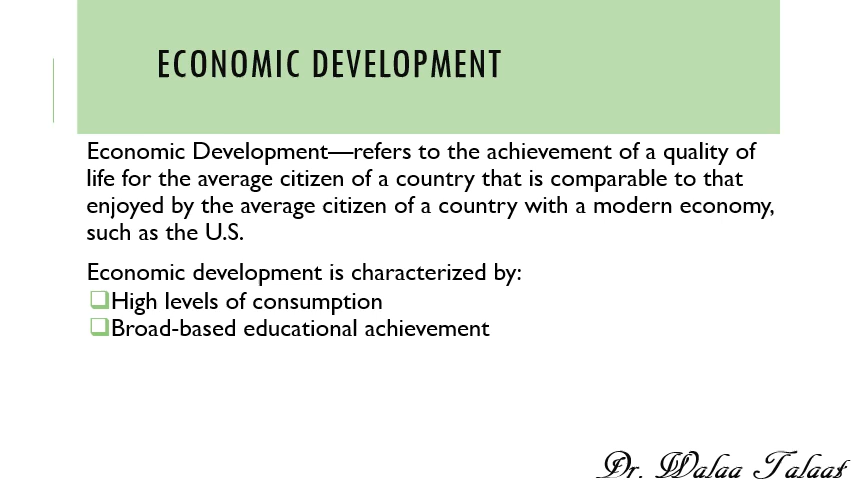 ECONOMIC DEVELOPMENT
Economic Development—refers to the achievement of a quality of
life for the average citizen of a country that is comparable to that
enjoyed by the average citizen of a country with a modern economy,
such as the U.S.
Economic development is characterized by:
❑High levels of consumption
❑Broad-based educational achievement
Dr. Walaa Talaat